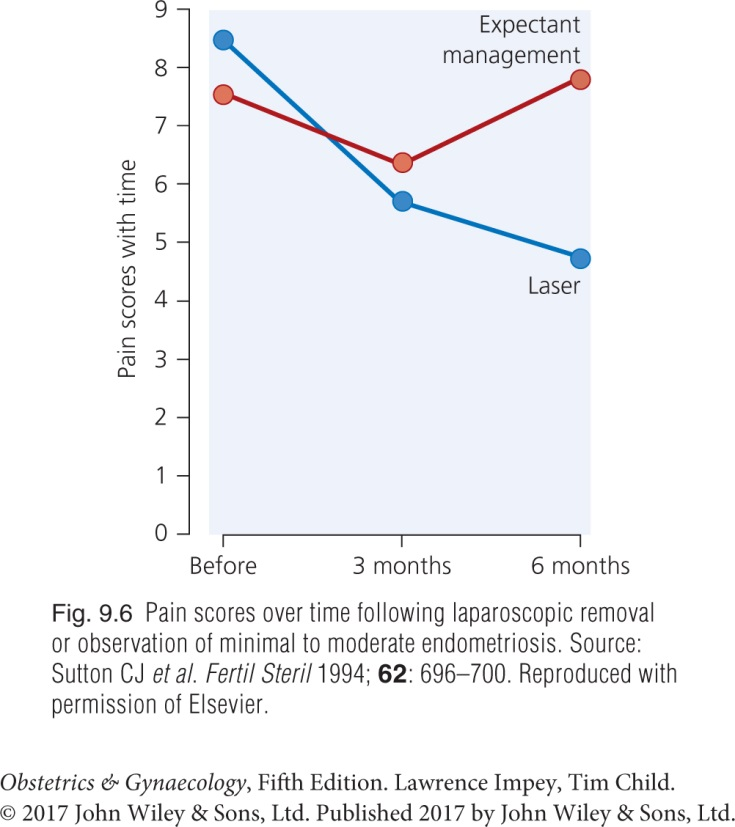 9
Expectant
management
8
7
6
5
Laser
4
3
2
1
0
Pain scores with time
Before 3 months 6 months
Fig. 9.6 Pain scores over time following laparoscopic removal
or observation of minimal to moderate endometriosis. Source:
Sutton CJ et al. Fertil Steril 1994; 62: 696–700. Reproduced with
permission of Elsevier.
Obstetrics & Gynaecology, Fifth Edition. Lawrence Impey, Tim Child.
© 2017 John Wiley & Sons, Ltd. Published 2017 by John Wiley & Sons, Ltd.